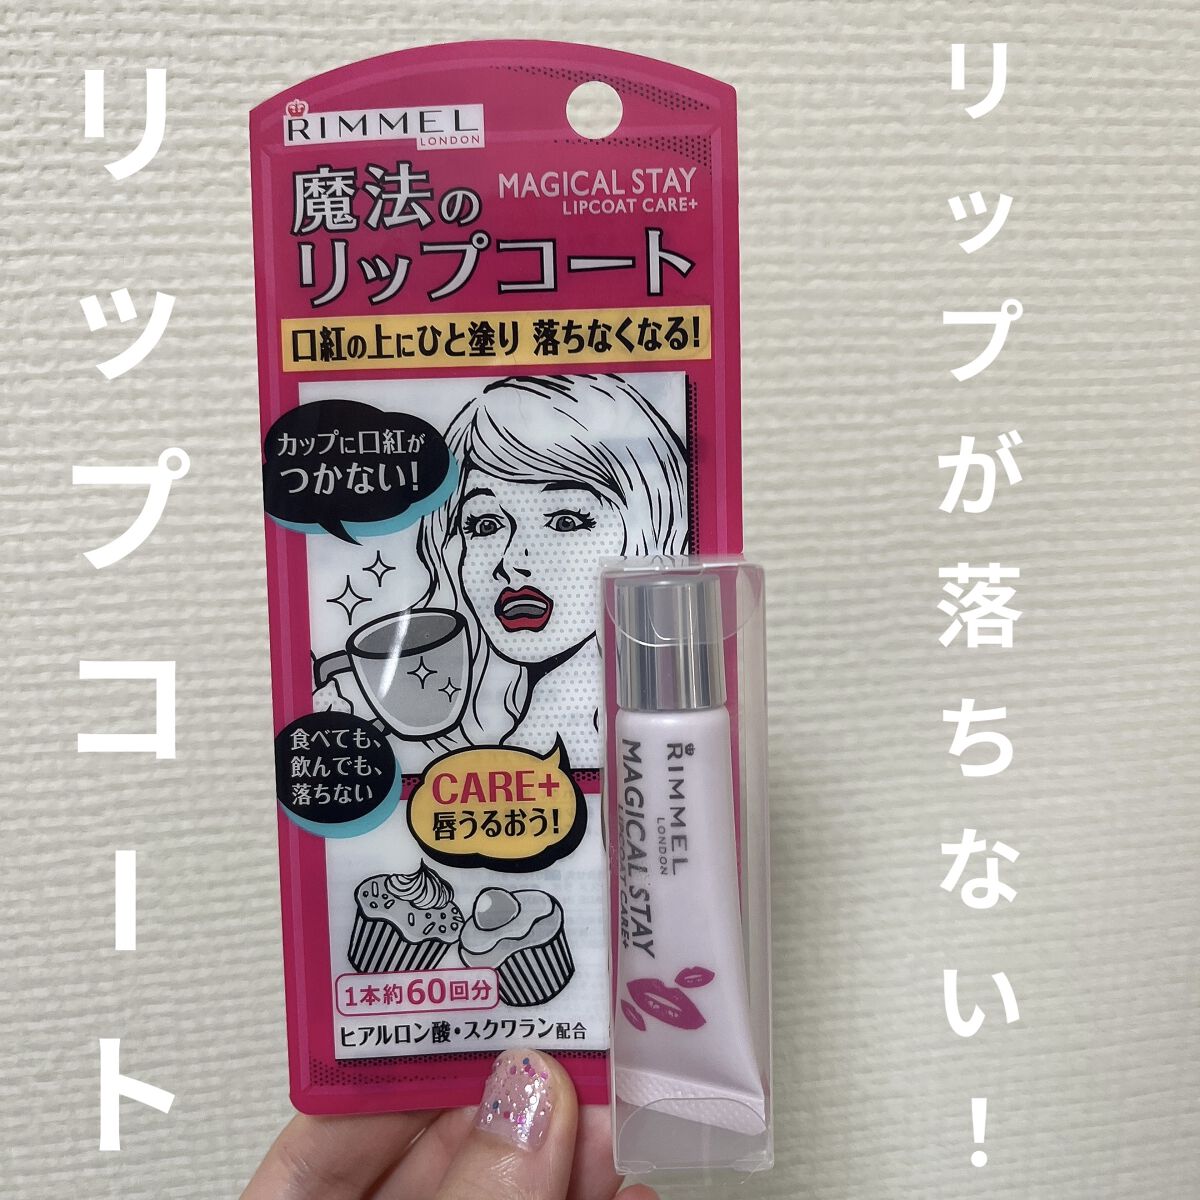 リップが落ちない!
リップコート
RIMMEL
LONDON
魔法の
リップコート
MAGICAL STAY
LIPCOAT CARE+
口紅の上にひと塗り 落ちなくなる!
カップに口紅が
つかない!
食べても、
飲んでも、
落ちない
CARE+
唇うるおう!
1本約60回分
ヒアルロン酸・スクワラン配合
RIMMEL
LONDON
MAGICAL STAY
LIPCOAT CARE+